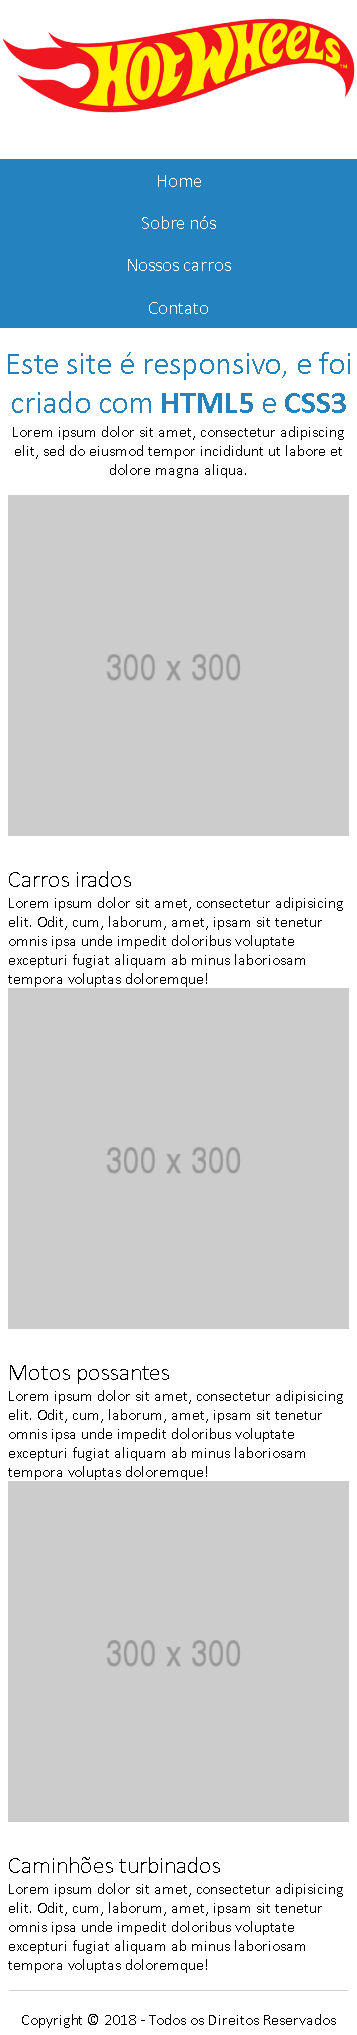 Hot Wheels
TM
Home
Sobre nós
Nossos carros
Contato
Este site é responsivo, e foi
criado com HTML5 e CSS3
Lorem ipsum dolor sit amet, consectetur adipiscing
elit, sed do eiusmod tempor incididunt ut labore et
dolore magna aliqua.
300 x 300
Carros irados
Lorem ipsum dolor sit amet, consectetur adipisicing
elit. Odit, cum, laborum, amet, ipsam sit tenetur
omnis ipsa unde impedit doloribus voluptate
excepturi fugiat aliquam ab minus laboriosam
tempora voluptas doloremque!
300 x 300
Motos possantes
Lorem ipsum dolor sit amet, consectetur adipisicing
elit. Odit, cum, laborum, amet, ipsam sit tenetur
omnis ipsa unde impedit doloribus voluptate
excepturi fugiat aliquam ab minus laboriosam
tempora voluptas doloremque!
300 x 300
Caminhões turbinados
Lorem ipsum dolor sit amet, consectetur adipisicing
elit. Odit, cum, laborum, amet, ipsam sit tenetur
omnis ipsa unde impedit doloribus voluptate
excepturi fugiat aliquam ab minus laboriosam
tempora voluptas doloremque!
Copyright © 2018 - Todos os Direitos Reservados